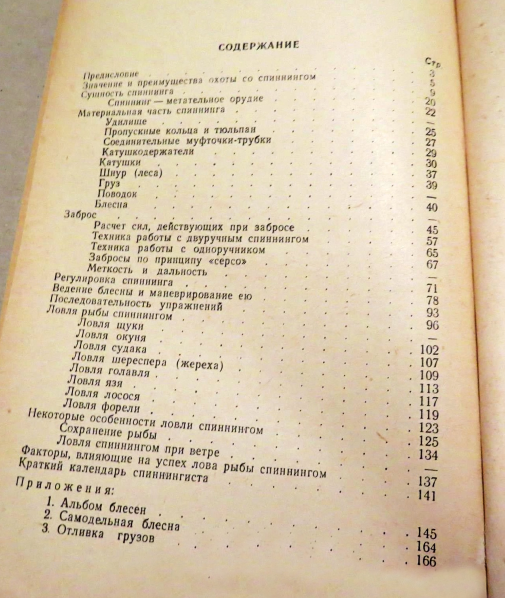 СОДЕРЖАНИЕ
Стр.
Предисловие 3
Значение и преимущества охоты со спиннингом 5
Сущность спиннинга 9
Спиннинг — метательное орудие 20
Материальная часть спиннинга 22
Удилище —
Пропускные кольца и тюльпан 25
Соединительные муфточки-трубки 27
Катушкодержатели 29
Катушки 30
Шнур (леса) 37
Груз 39
Поводок —
Блесна 40
Заброс —
Расчет сил, действующих при забросе 45
Техника работы с двуручным спиннингом 57
Техника работы с одноручником 65
Забросы по принципу «серсо» 67
Меткость и дальность —
Регулировка спиннинга 71
Ведение блесны и маневрирование ею 78
Последовательность упражнений 93
Ловля рыбы спиннингом 96
Ловля щуки —
Ловля окуня 102
Ловля судака 107
Ловля шереспера (жереха) 109
Ловля голавля 113
Ловля язя 117
Ловля лосося 119
Ловля форели 123
Некоторые особенности ловли спиннингом 125
Сохранение рыбы 134
Ловля спиннингом при ветре —
Факторы, влияющие на успех лова рыбы спиннингом 137
Краткий календарь спиннингиста 141
Приложения:
1. Альбом блесен 145
2. Самодельная блесна 164
3. Отливка грузов 166